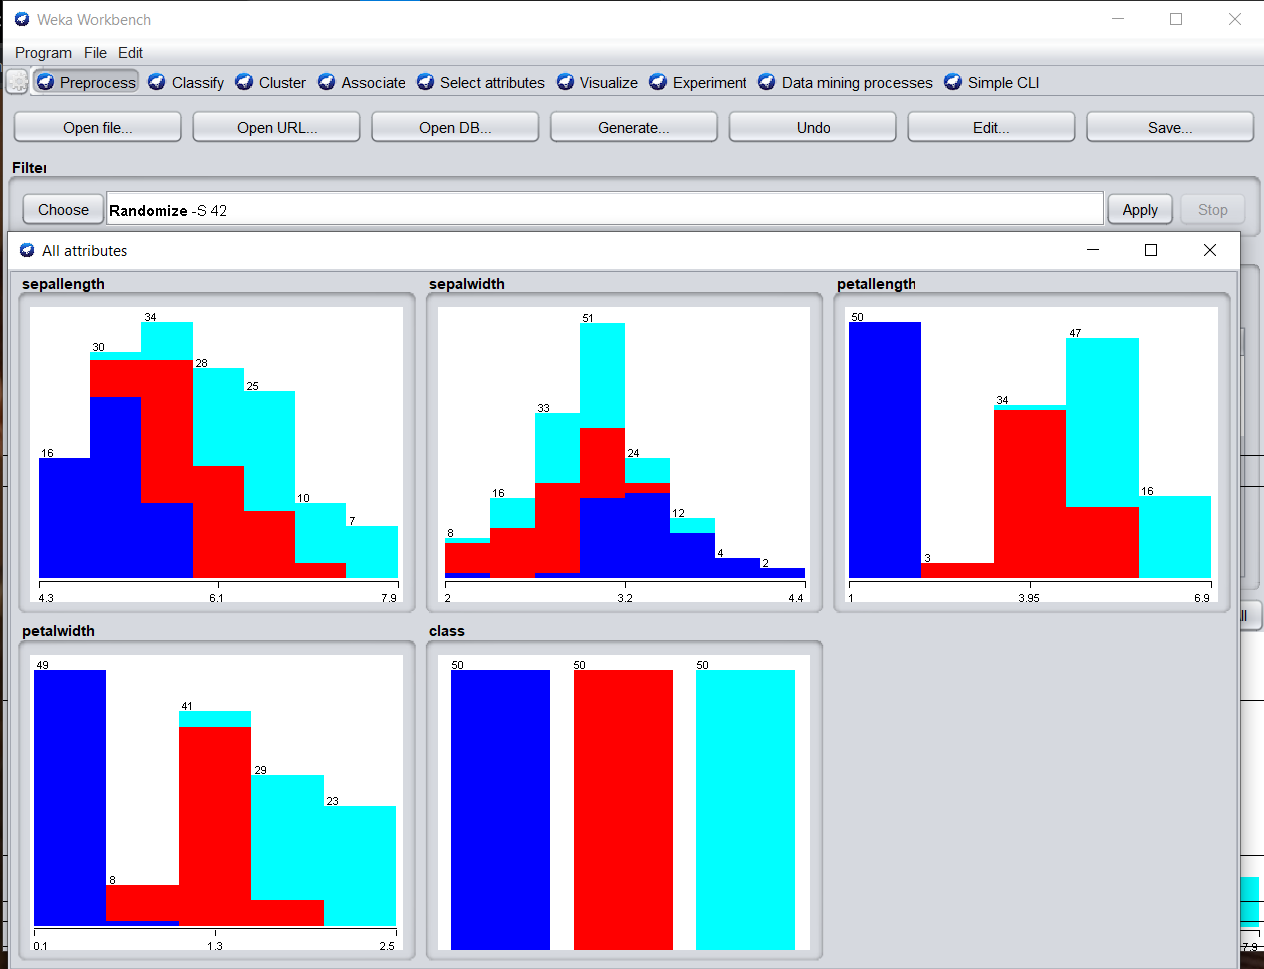 Weka Workbench
Program File Edit
Preprocess Classify Cluster Associate Select attributes Visualize Experiment Data mining processes Simple CLI
Open file... Open URL... Open DB... Generate... Undo Edit... Save...
Filter
Choose Randomize -S 42 Apply Stop
All attributes
sepallength sepalwidth petallength
16 30 34 28 25 10 7
4.3 6.1 7.9
8 16 33 51 24 12 4 2
2 3.2 4.4
50 3 34 47 16
1 3.95 6.9
petalwidth class
49 8 41 29 23
0.1 1.3 2.5
50 50 50
7.9